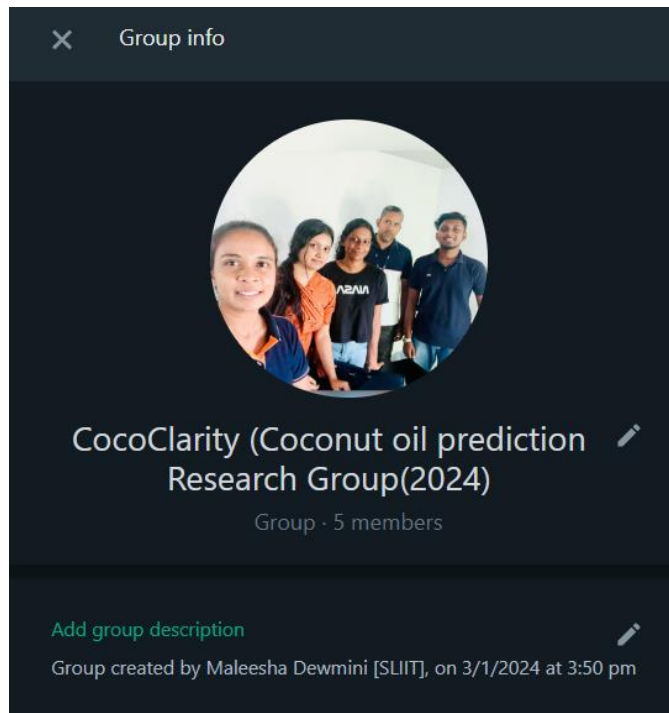 Group info
CocoClarity (Coconut oil prediction
Research Group(2024)
Group · 5 members
Add group description
Group created by Maleesha Dewmini [SLIIT], on 3/1/2024 at 3:50 pm